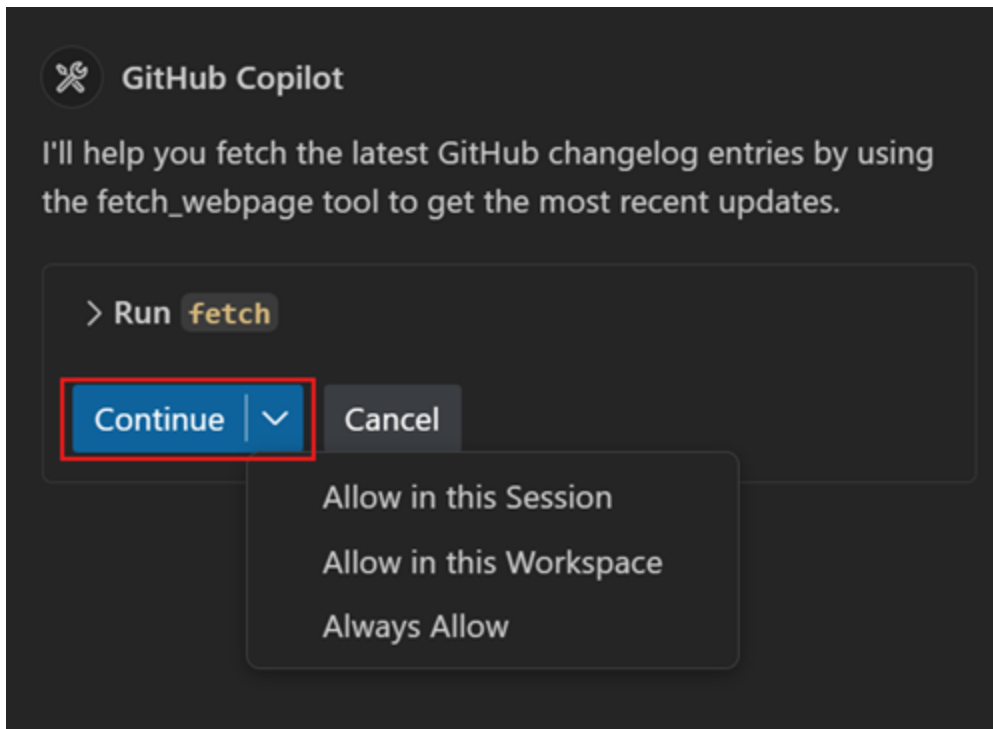 GitHub Copilot
I'll help you fetch the latest GitHub changelog entries by using
the fetch_webpage tool to get the most recent updates.
Run fetch
Continue Cancel
Allow in this Session
Allow in this Workspace
Always Allow